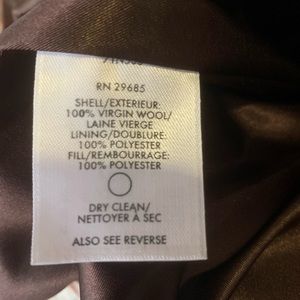 RN 29685
SHELL/EXTERIEUR:
100% VIRGIN WOOL/
LAINE VIERGE
LINING/DOUBLURE:
100% POLYESTER
FILL/REMBOURRAGE:
100% POLYESTER
DRY CLEAN/
NETTOYER A SEC
ALSO SEE REVERSE